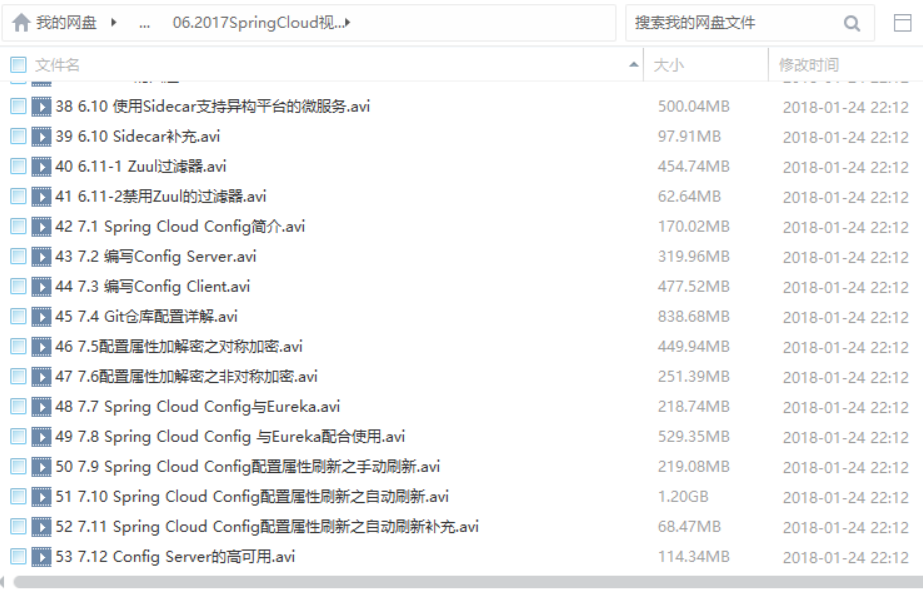 我的网盘 ... 06.2017SpringCloud视... 搜索我的网盘文件
文件名 大小 修改时间
38 6.10 使用Sidecar支持异构平台的微服务.avi 500.04MB 2018-01-24 22:12
39 6.10 Sidecar补充.avi 97.91MB 2018-01-24 22:12
40 6.11-1 Zuul过滤器.avi 454.74MB 2018-01-24 22:12
41 6.11-2禁用Zuul的过滤器.avi 62.64MB 2018-01-24 22:12
42 7.1 Spring Cloud Config简介.avi 170.02MB 2018-01-24 22:12
43 7.2 编写Config Server.avi 319.96MB 2018-01-24 22:12
44 7.3 编写Config Client.avi 477.52MB 2018-01-24 22:12
45 7.4 Git仓库配置详解.avi 838.68MB 2018-01-24 22:12
46 7.5配置属性加解密之对称加密.avi 449.94MB 2018-01-24 22:12
47 7.6配置属性加解密之非对称加密.avi 251.39MB 2018-01-24 22:12
48 7.7 Spring Cloud Config与Eureka.avi 218.74MB 2018-01-24 22:12
49 7.8 Spring Cloud Config 与Eureka配合使用.avi 529.35MB 2018-01-24 22:12
50 7.9 Spring Cloud Config配置属性刷新之手动刷新.avi 219.08MB 2018-01-24 22:12
51 7.10 Spring Cloud Config配置属性刷新之自动刷新.avi 1.20GB 2018-01-24 22:12
52 7.11 Spring Cloud Config配置属性刷新之自动刷新补充.avi 68.47MB 2018-01-24 22:12
53 7.12 Config Server的高可用.avi 114.34MB 2018-01-24 22:12